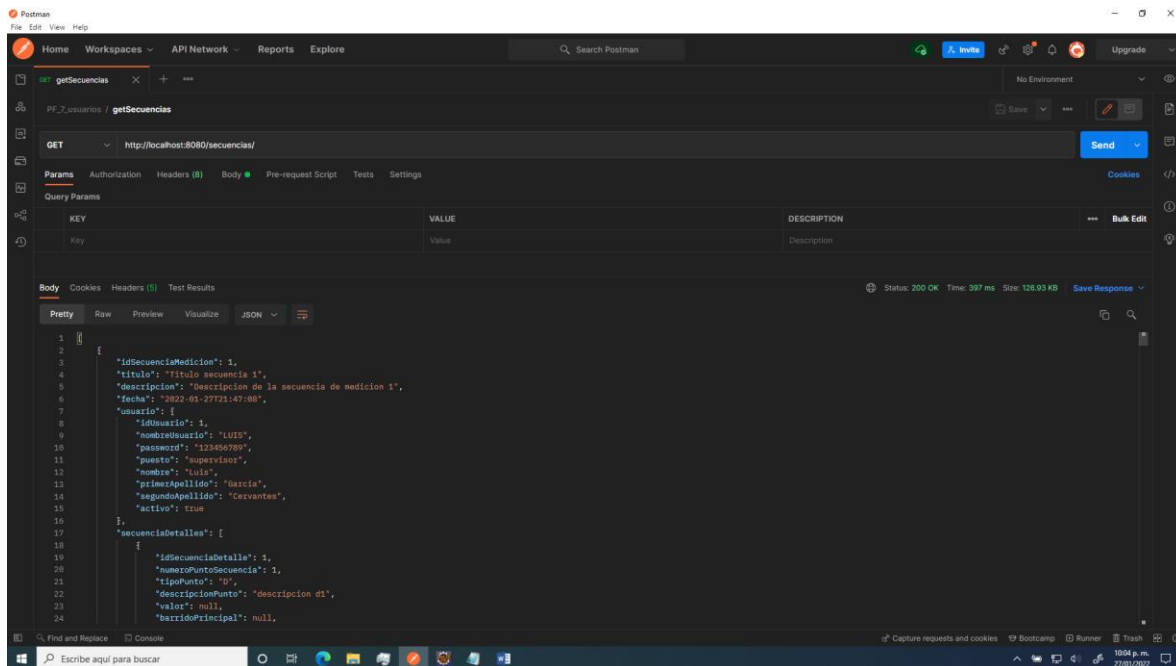 Postman
File Edit View Help
Home Workspaces API Network Reports Explore Search Postman Invite Upgrade
GET getSecuencias No Environment
PF_7_usuarios / getSecuencias Save
GET http://localhost:8080/secuencias/ Send
Params Authorization Headers (8) Body Pre-request Script Tests Settings Cookies
Query Params
KEY VALUE DESCRIPTION Bulk Edit
Key Value Description
Body Cookies Headers (5) Test Results Status: 200 OK Time: 397 ms Size: 126.93 KB Save Response
Pretty Raw Preview Visualize JSON
1 [
2 {
3 "idSecuenciaMedicion": 1,
4 "titulo": "Titulo secuencia 1",
5 "descripcion": "Descripcion de la secuencia de medicion 1",
6 "fecha": "2022-01-27T21:47:08",
7 "usuario": {
8 "idUsuario": 1,
9 "nombreUsuario": "LUIS",
10 "password": "123456789",
11 "puesto": "supervisor",
12 "nombre": "Luis",
13 "primerApellido": "Garcia",
14 "segundoApellido": "Cervantes",
15 "activo": true
16 },
17 "secuenciaDetalles": [
18 {
19 "idSecuenciaDetalle": 1,
20 "numeroPuntoSecuencia": 1,
21 "tipoPunto": "D",
22 "descripcionPunto": "descripcion d1",
23 "valor": null,
24 "barridoPrincipal": null,
Find and Replace Console Capture requests and cookies Bootcamp Runner Trash
Escribe aquí para buscar 10:04 p. m.
27/01/2022